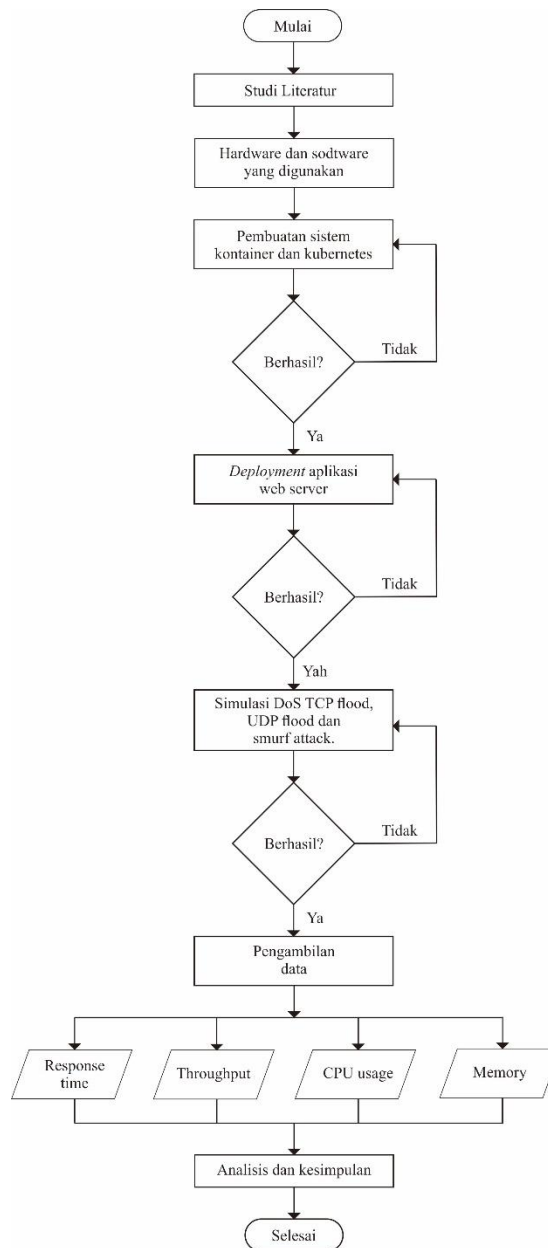 Mulai
Studi Literatur
Hardware dan sodtware
yang digunakan
Pembuatan sistem
kontainer dan kubernetes
Berhasil?
Tidak
Ya
Deployment aplikasi
web server
Berhasil?
Tidak
Yah
Simulasi DoS TCP flood,
UDP flood dan
smurf attack.
Berhasil?
Tidak
Ya
Pengambilan
data
Response
time
Throughput
CPU usage
Memory
Analisis dan kesimpulan
Selesai